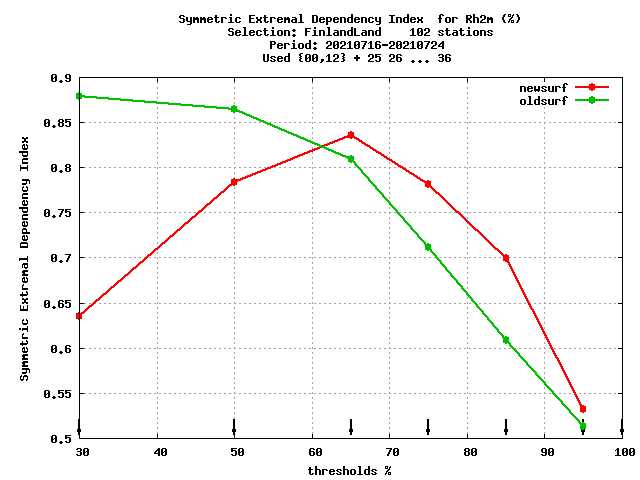 Symmetric Extremal Dependency Index  for Rh2m (%)
Selection: FinlandLand    102 stations
Period: 20210716-20210724
Used {00,12} + 25 26 ... 36
newsurf
oldsurf
Symmetric Extremal Dependency Index
0.9
0.85
0.8
0.75
0.7
0.65
0.6
0.55
0.5
30 40 50 60 70 80 90 100
thresholds %